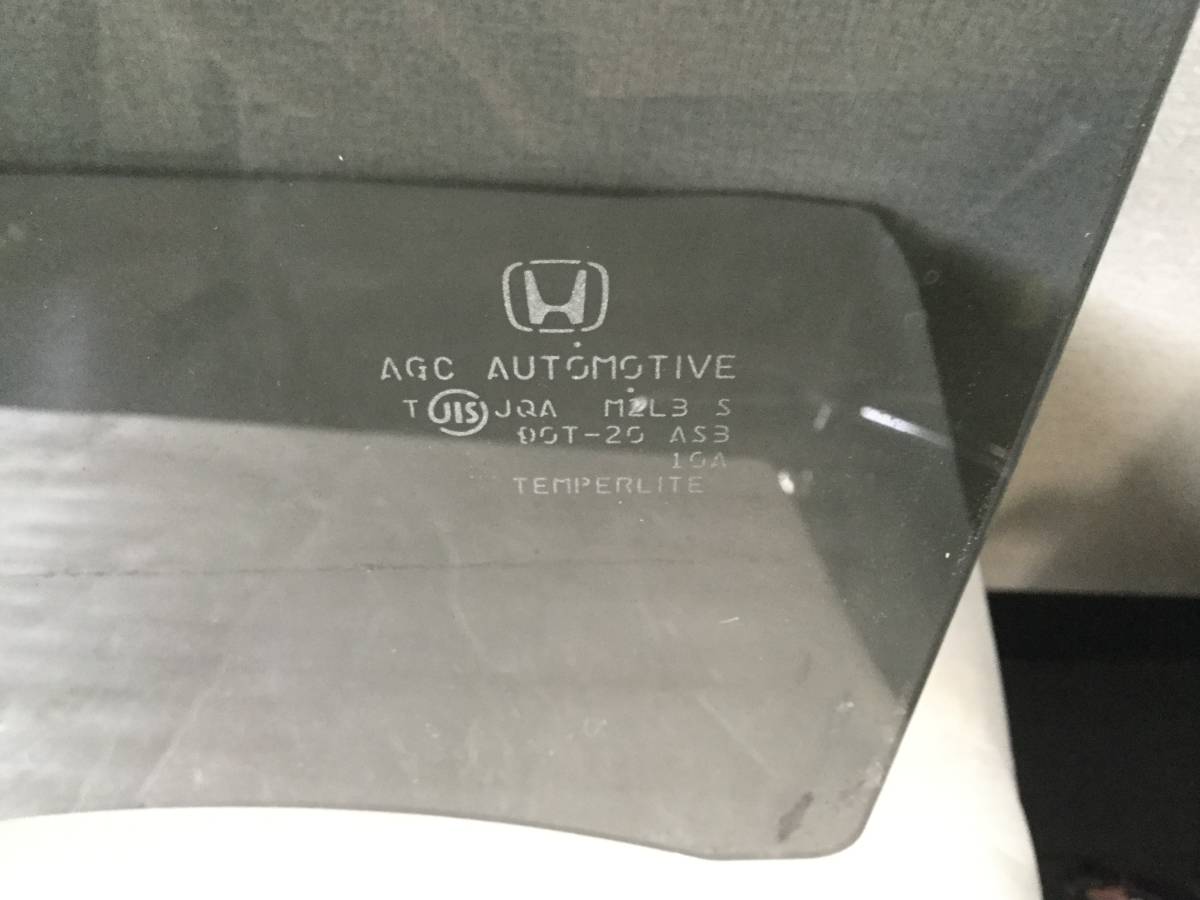 AGC AUTOMOTIVE
T JIS JQA M2L3 S
DOT-20 AS3
10A
TEMPERLITE